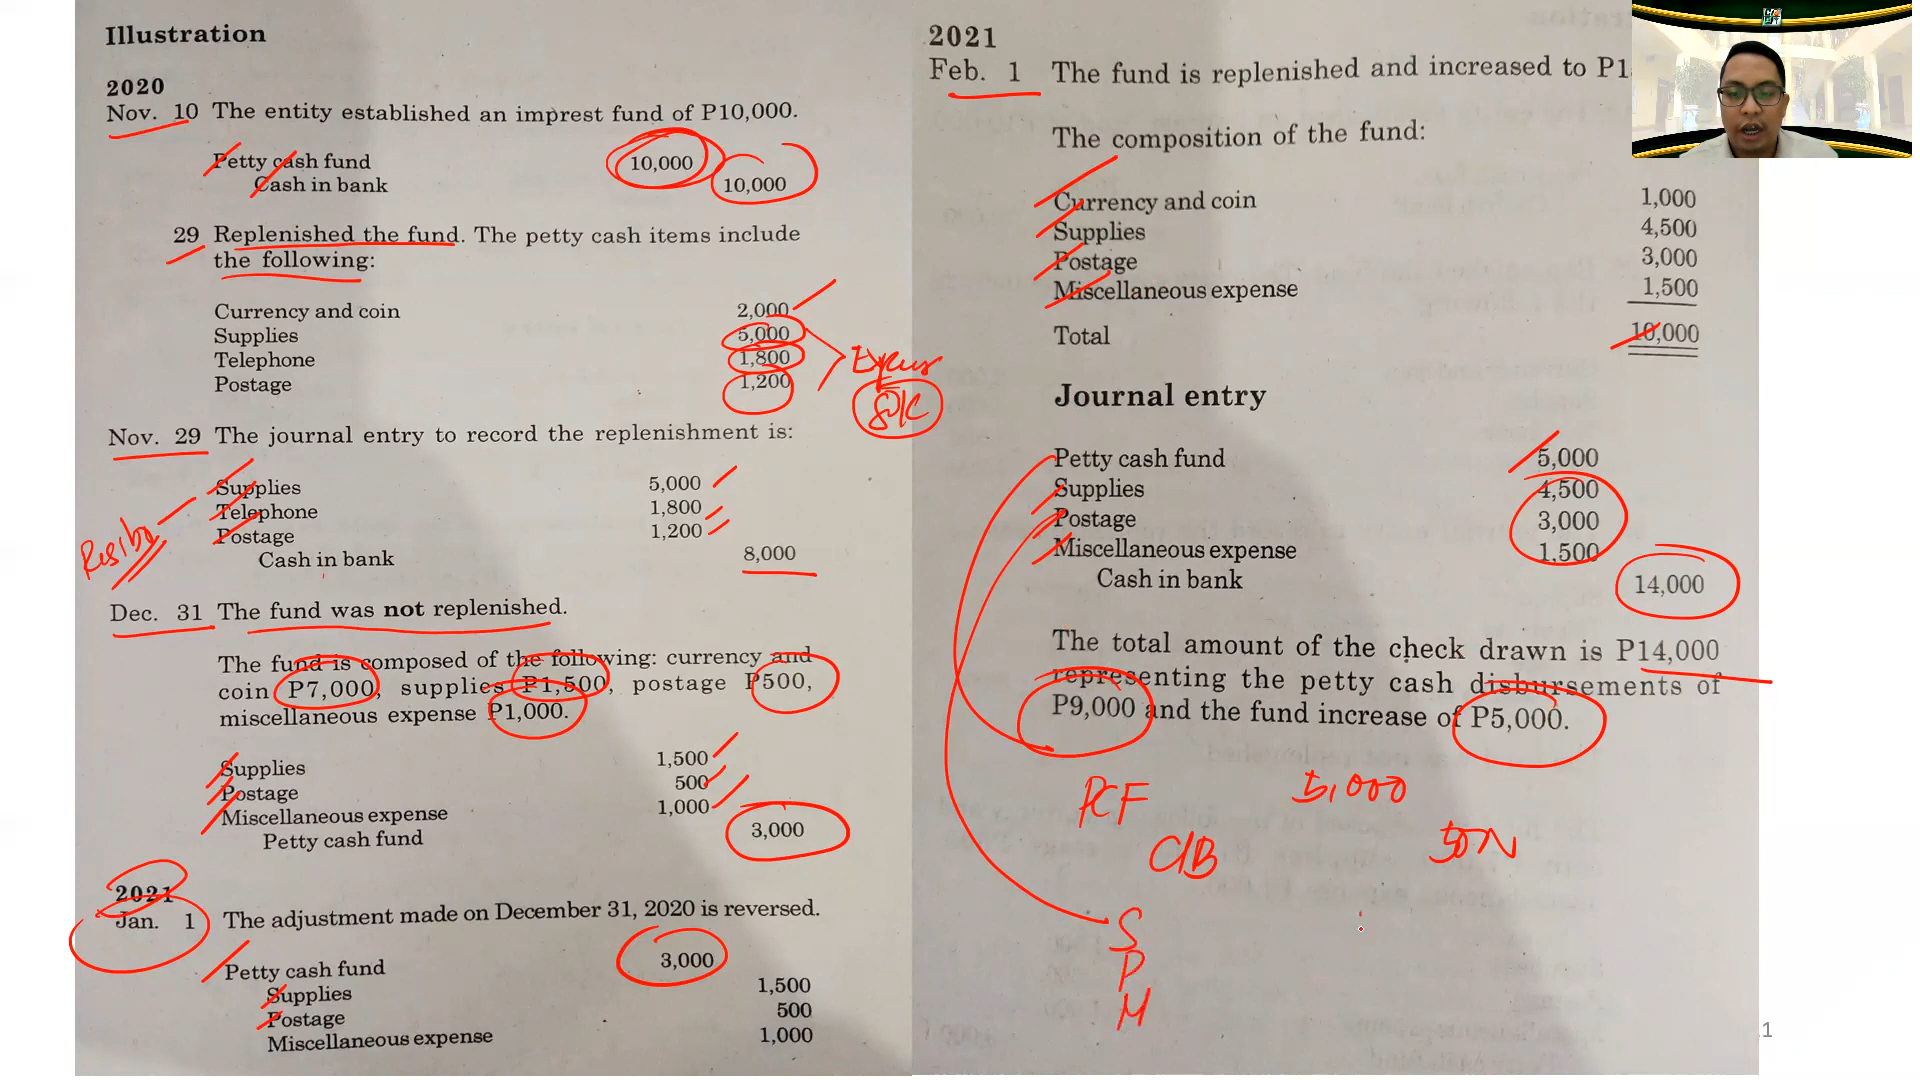 Illustration
2020
Nov. 10 The entity established an imprest fund of P10,000.
Petty cash fund 10,000
Cash in bank 10,000
29 Replenished the fund. The petty cash items include
the following:
Currency and coin 2,000
Supplies 5,000
Telephone 1,800
Postage 1,200
8K
Nov. 29 The journal entry to record the replenishment is:
Supplies 5,000
Telephone 1,800
Postage 1,200
Cash in bank 8,000
Resibo
Dec. 31 The fund was not replenished.
The fund is composed of the following: currency and
coin P7,000, supplies P1,500, postage P500,
miscellaneous expense P1,000.
Supplies 1,500
Postage 500
Miscellaneous expense 1,000
Petty cash fund 3,000
2021
Jan. 1 The adjustment made on December 31, 2020 is reversed.
Petty cash fund 3,000
Supplies 1,500
Postage 500
Miscellaneous expense 1,000
2021
Feb. 1 The fund is replenished and increased to P1
The composition of the fund:
Currency and coin 1,000
Supplies 4,500
Postage 3,000
Miscellaneous expense 1,500
Total 10,000
Journal entry
Petty cash fund 5,000
Supplies 4,500
Postage 3,000
Miscellaneous expense 1,500
Cash in bank 14,000
The total amount of the check drawn is P14,000
representing the petty cash disbursements of
P9,000 and the fund increase of P5,000.
PCF 5,000
CIB
S
P
M